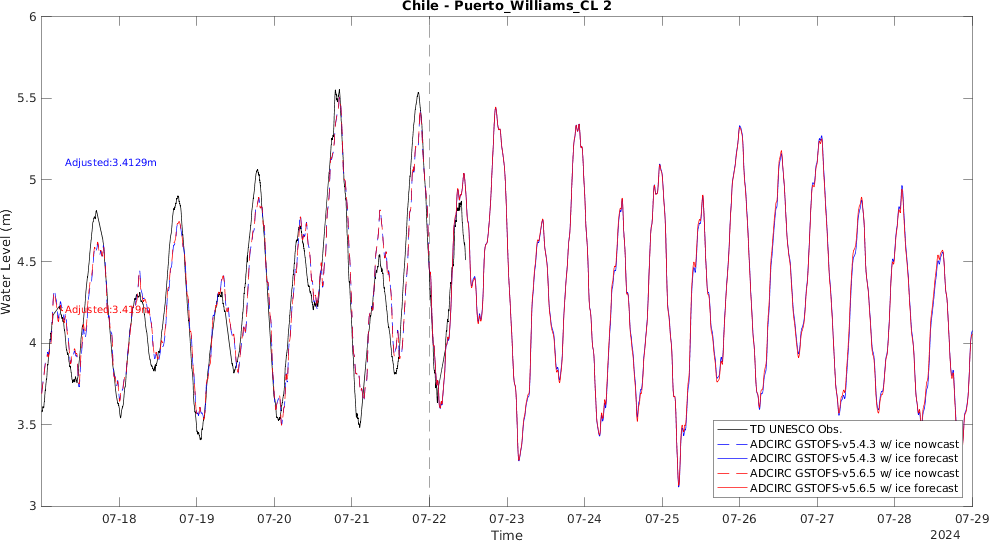 Chile - Puerto_Williams_CL 2
6
5.5
5
4.5
4
3.5
3
Water Level (m)
Adjusted:3.4129m
Adjusted:3.419m
TD UNESCO Obs.
ADCIRC GSTOFS-v5.4.3 w/ ice nowcast
ADCIRC GSTOFS-v5.4.3 w/ ice forecast
ADCIRC GSTOFS-v5.6.5 w/ ice nowcast
ADCIRC GSTOFS-v5.6.5 w/ ice forecast
07-18 07-19 07-20 07-21 07-22 07-23 07-24 07-25 07-26 07-27 07-28 07-29
Time
2024